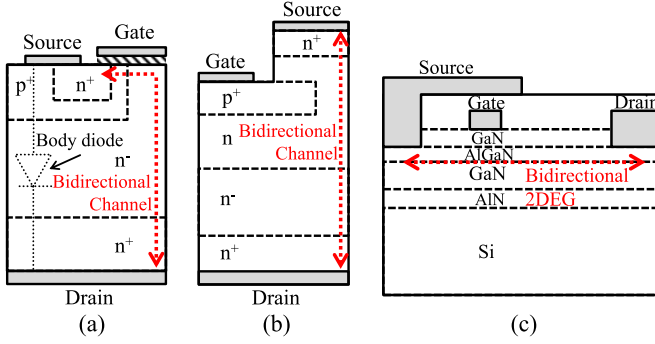 Source
Gate
p+
n+
Body diode
n-
Bidirectional
Channel
n+
Drain
(a)
Source
n+
Gate
p+
n
Bidirectional
Channel
n-
n+
Drain
(b)
Source
Gate
Drain
GaN
AlGaN
GaN
Bidirectional
AlN
2DEG
Si
(c)